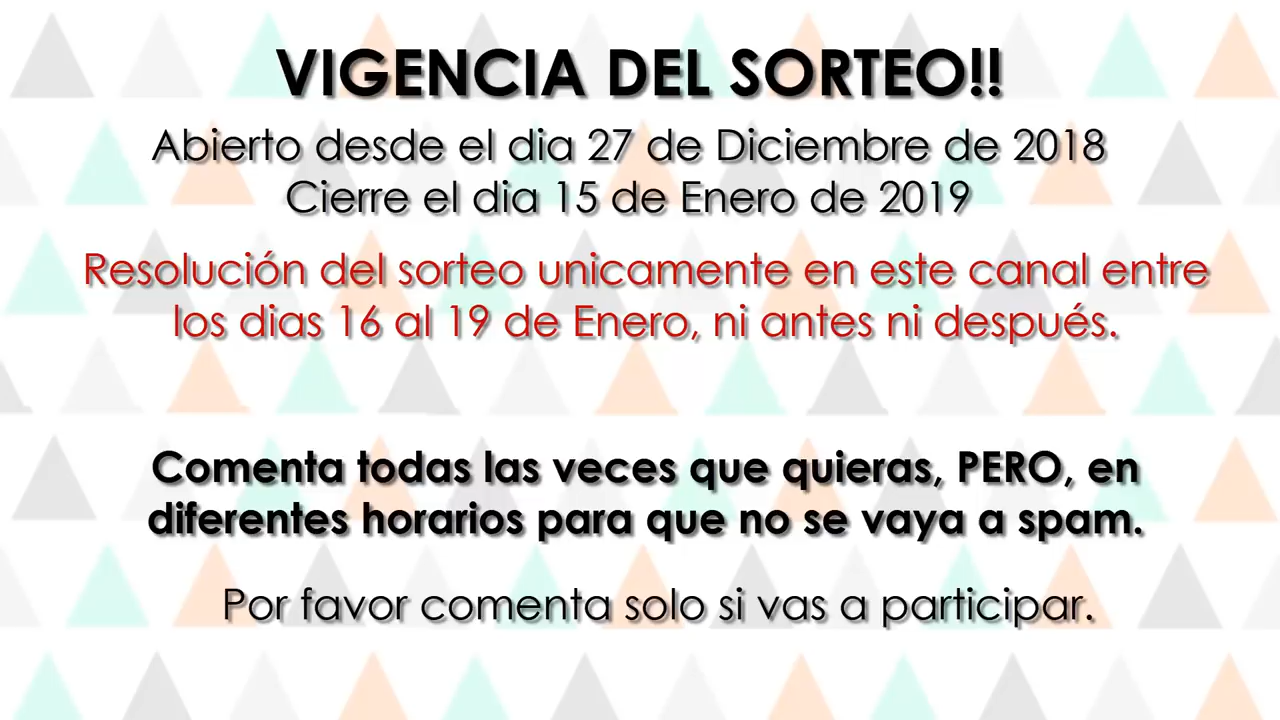 VIGENCIA DEL SORTEO!!
Abierto desde el dia 27 de Diciembre de 2018
Cierre el dia 15 de Enero de 2019
Resolución del sorteo unicamente en este canal entre
los dias 16 al 19 de Enero, ni antes ni después.
Comenta todas las veces que quieras, PERO, en
diferentes horarios para que no se vaya a spam.
Por favor comenta solo si vas a participar.